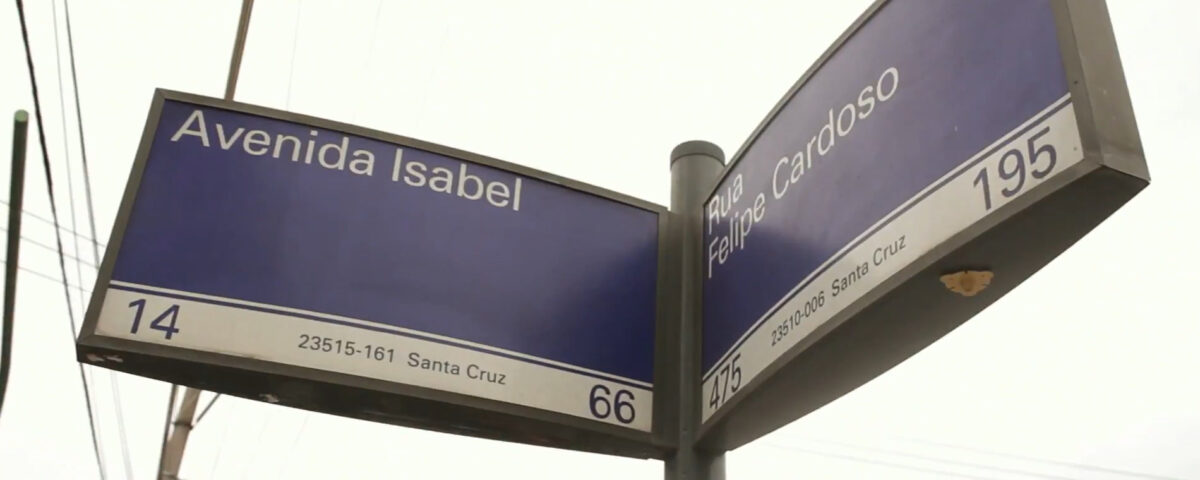 Avenida Isabel
14
23515-161 Santa Cruz
66
Rua
Felipe Cardoso
475
23510-006 Santa Cruz
195